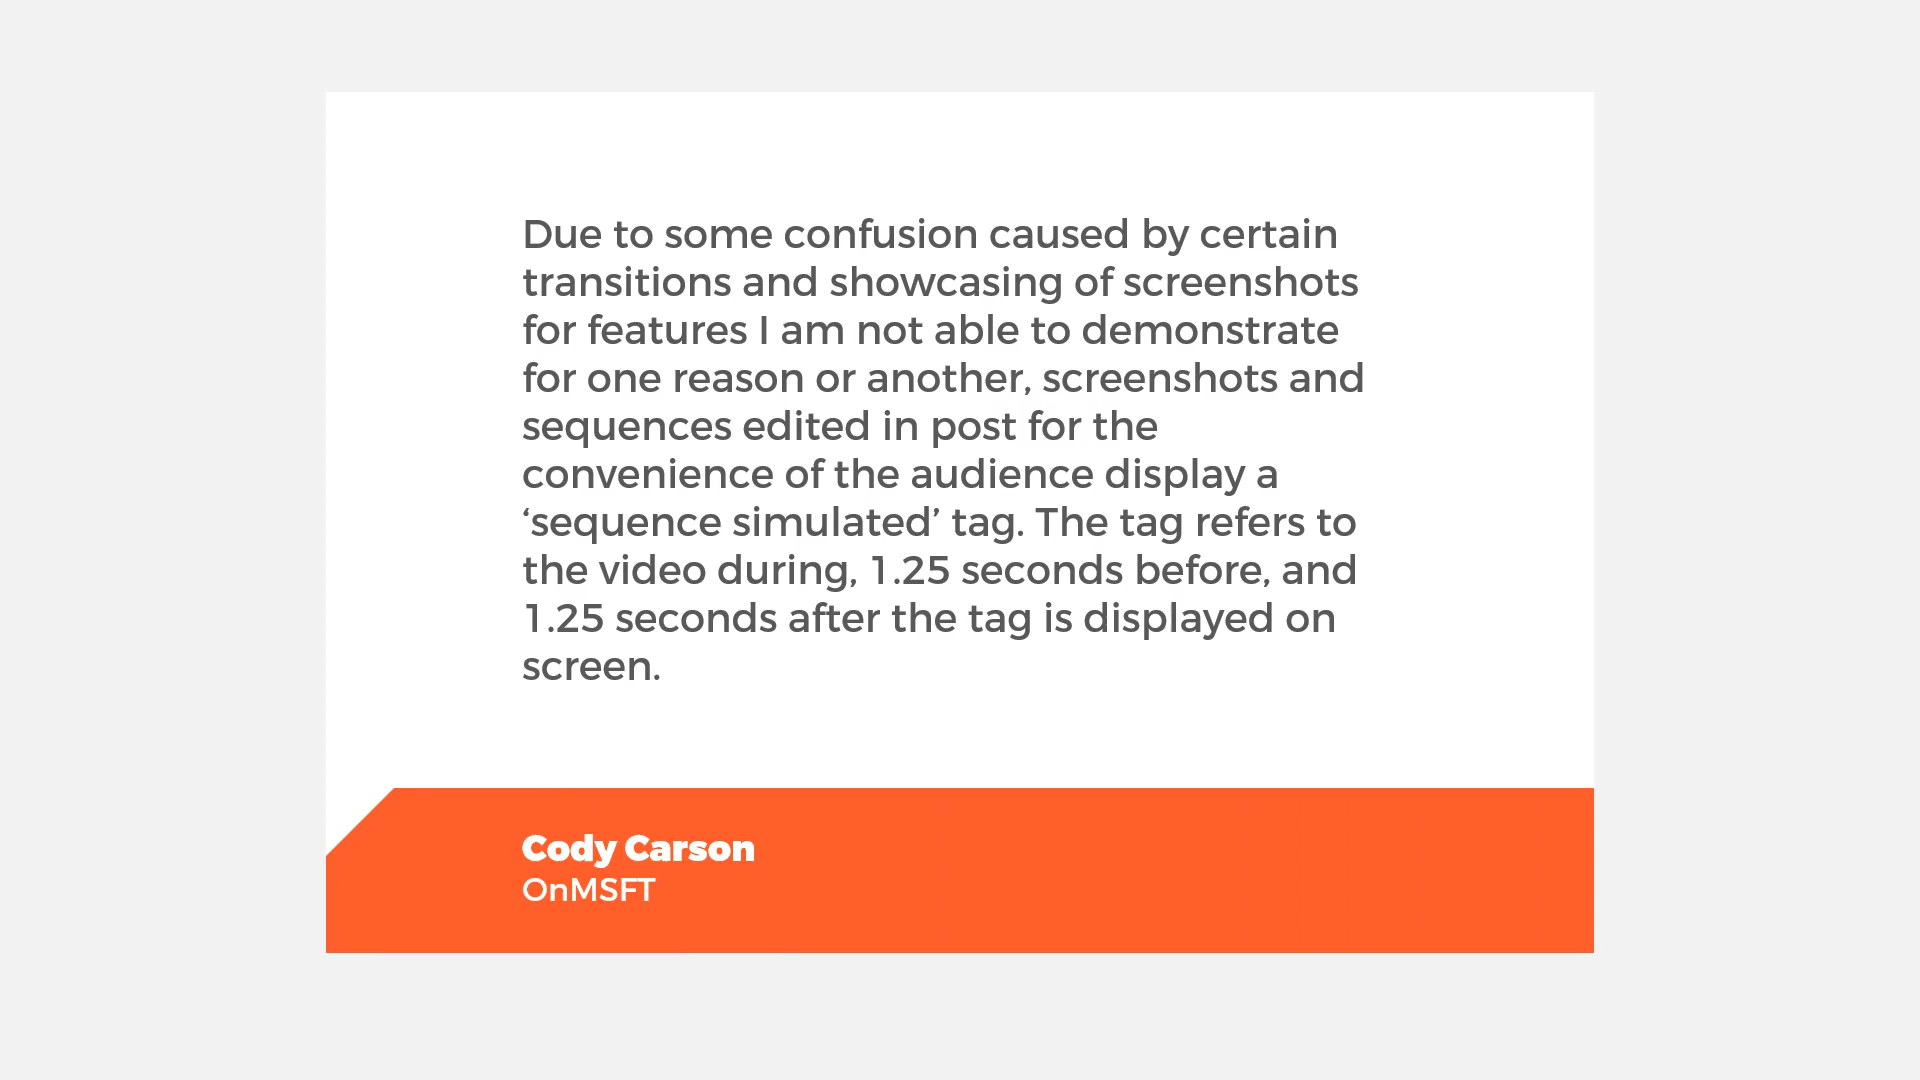 Due to some confusion caused by certain
transitions and showcasing of screenshots
for features I am not able to demonstrate
for one reason or another, screenshots and
sequences edited in post for the
convenience of the audience display a
‘sequence simulated’ tag. The tag refers to
the video during, 1.25 seconds before, and
1.25 seconds after the tag is displayed on
screen.
Cody Carson
OnMSFT